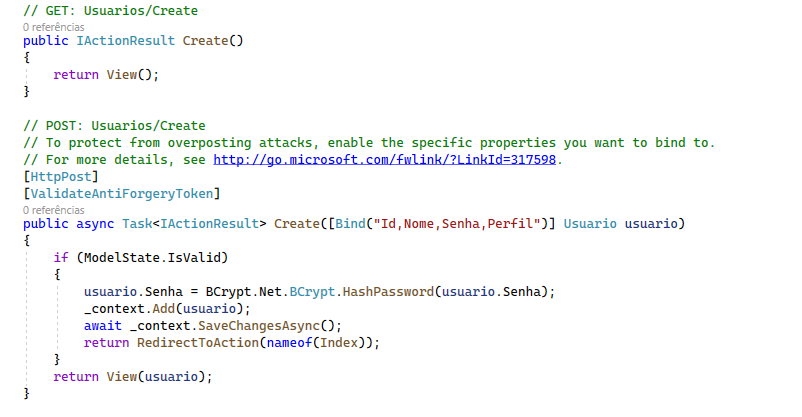 // GET: Usuarios/Create
0 referências
public IActionResult Create()
{
    return View();
}
// POST: Usuarios/Create
// To protect from overposting attacks, enable the specific properties you want to bind to.
// For more details, see http://go.microsoft.com/fwlink/?LinkId=317598.
[HttpPost]
[ValidateAntiForgeryToken]
0 referências
public async Task<IActionResult> Create([Bind("Id,Nome,Senha,Perfil")] Usuario usuario)
{
    if (ModelState.IsValid)
    {
        usuario.Senha = BCrypt.Net.BCrypt.HashPassword(usuario.Senha);
        _context.Add(usuario);
        await _context.SaveChangesAsync();
        return RedirectToAction(nameof(Index));
    }
    return View(usuario);
}